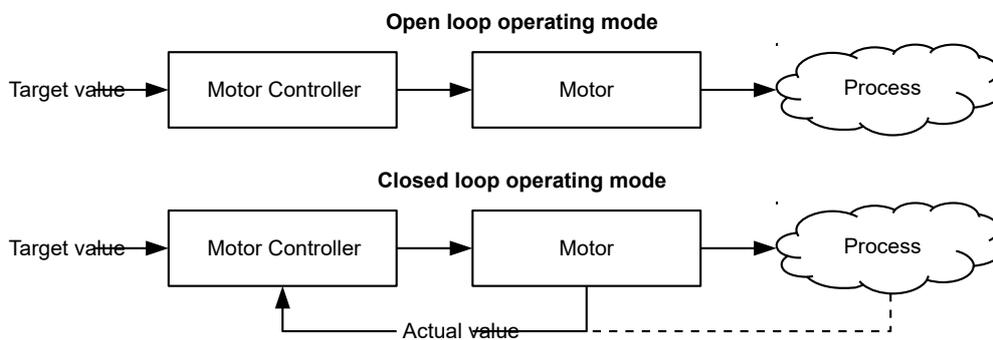 Open loop operating mode
Target value
Motor Controller
Motor
Process
Closed loop operating mode
Target value
Motor Controller
Motor
Process
Actual value